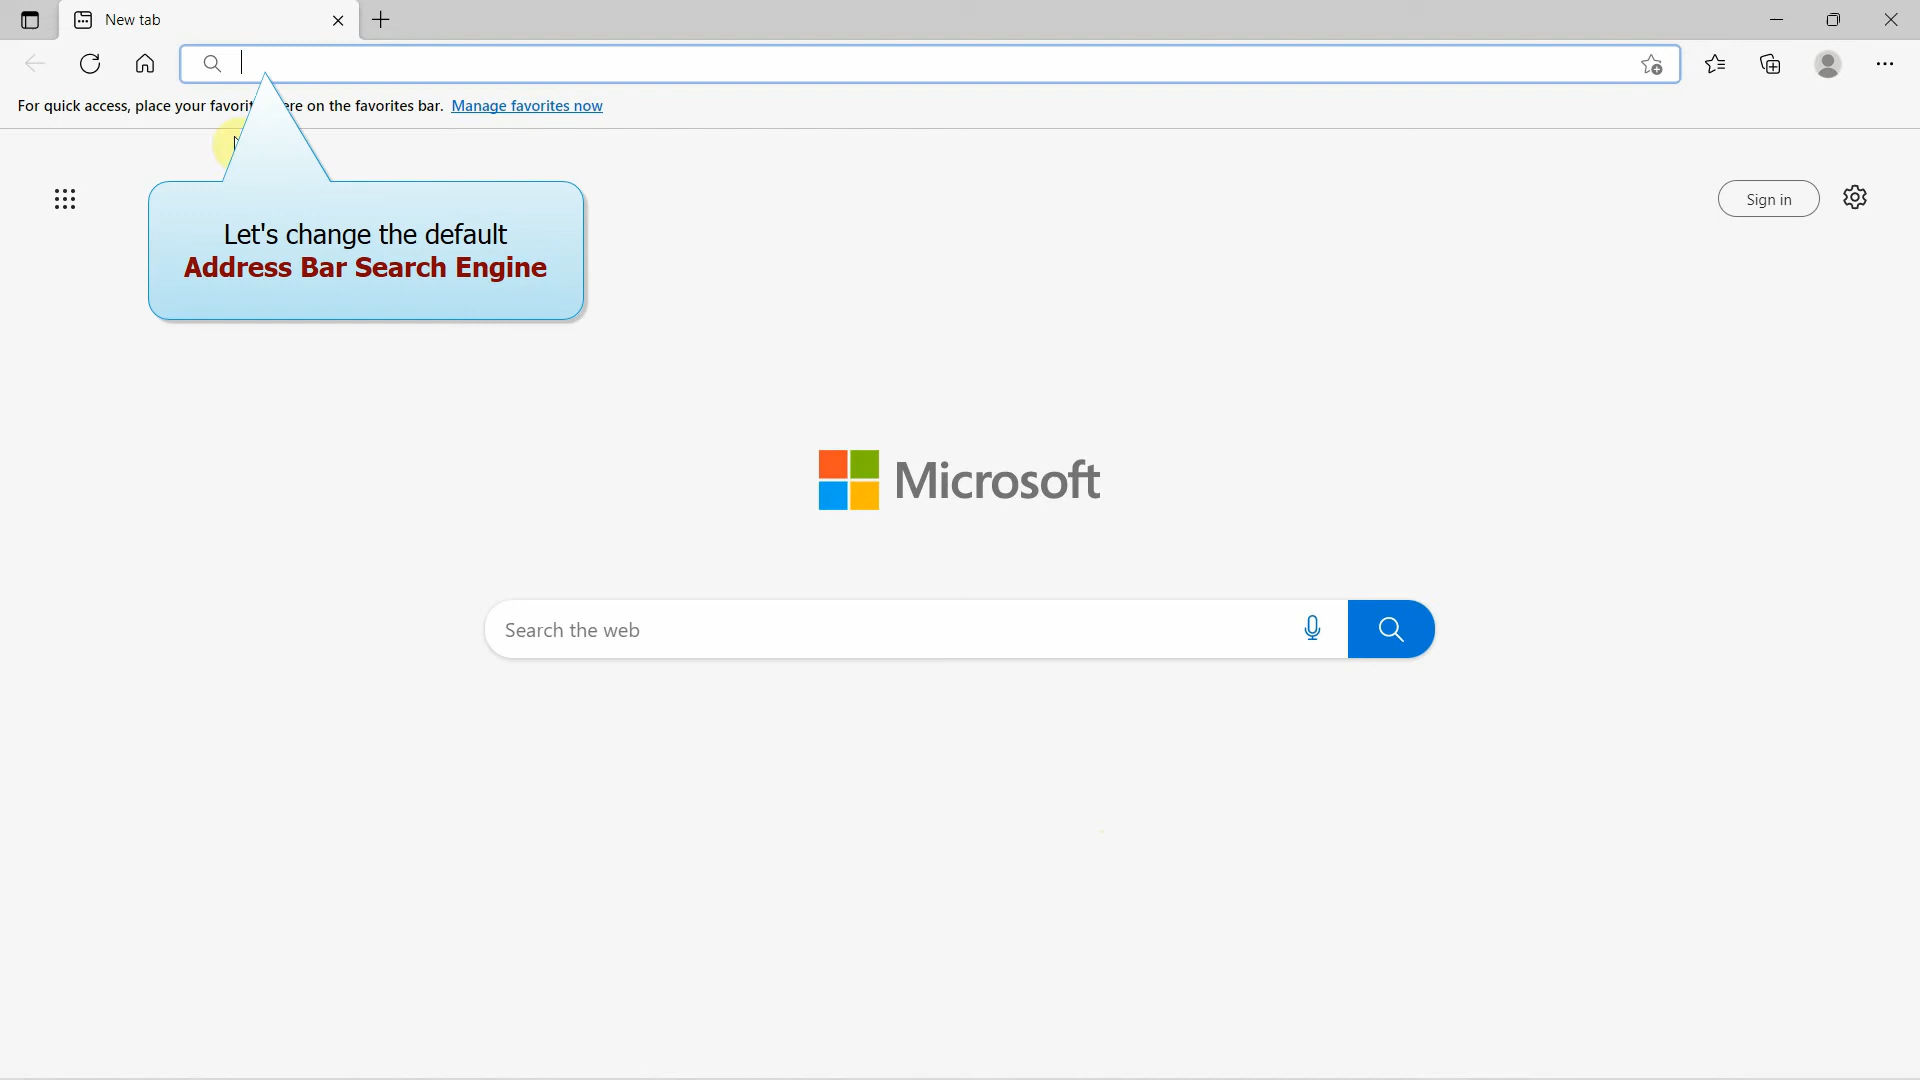 New tab
For quick access, place your favorit ere on the favorites bar. Manage favorites now
Sign in
Let's change the default
Address Bar Search Engine
Microsoft
Search the web